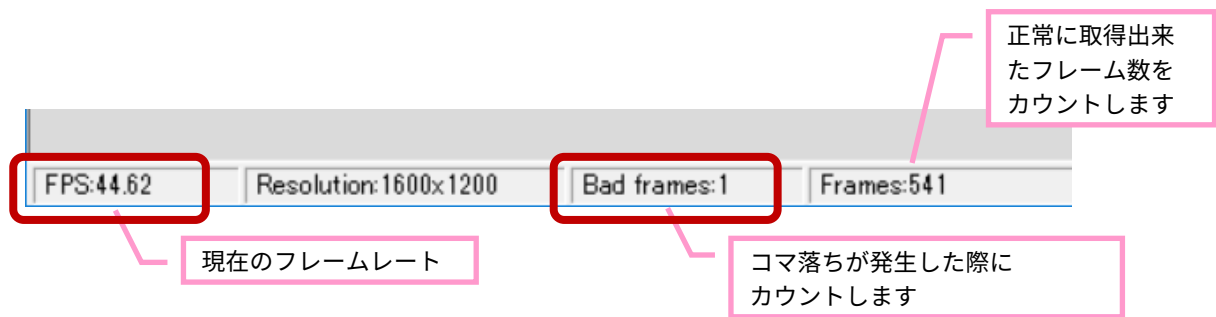 正常に取得出来
たフレーム数を
カウントします
FPS:44.62
Resolution:1600×1200
Bad frames:1
Frames:541
現在のフレームレート
コマ落ちが発生した際に
カウントします